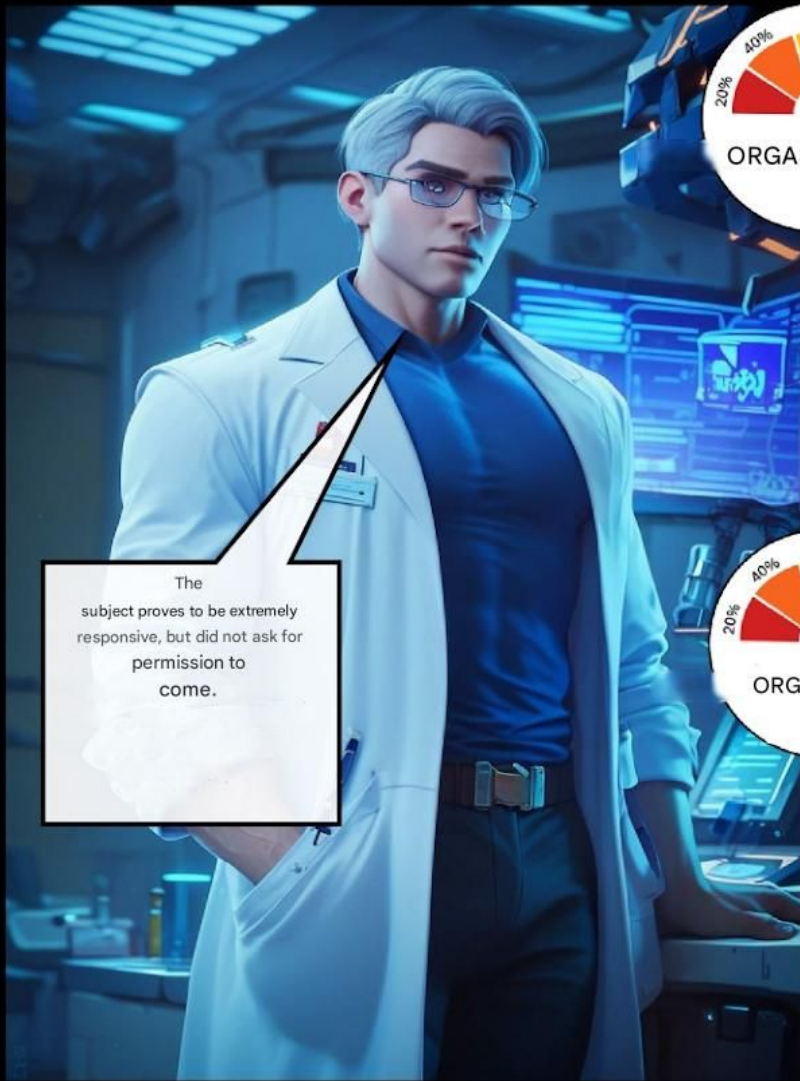 40%
20%
ORGA
The
subject proves to be extremely
responsive, but did not ask for
permission to
come.
40%
20%
ORG